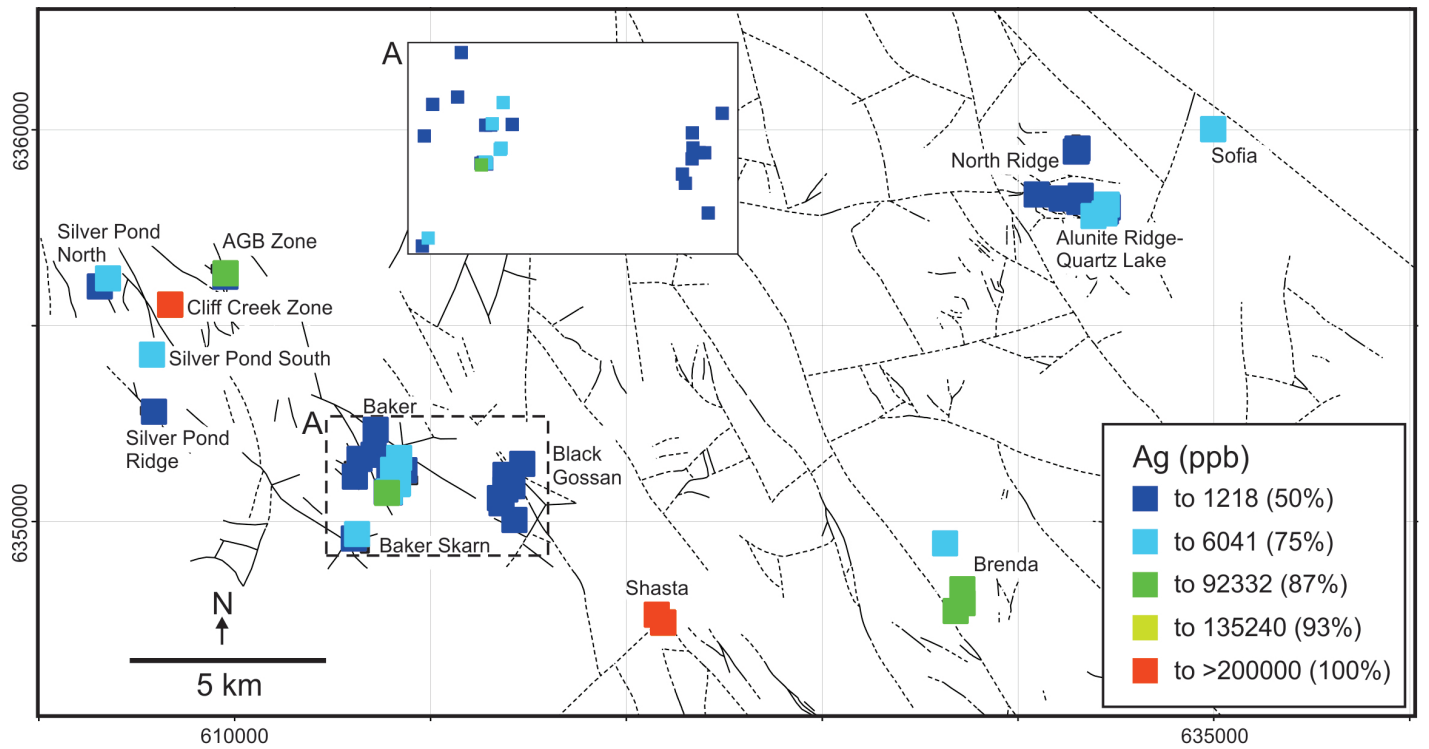 A
6360000
North Ridge
Sofia
Silver Pond
North
AGB Zone
Alunite Ridge-
Quartz Lake
Cliff Creek Zone
Silver Pond South
Baker
A
Silver Pond
Ridge
Black
Gossan
6350000
Baker Skarn
Brenda
Shasta
N
5 km
Ag (ppb)
to 1218 (50%)
to 6041 (75%)
to 92332 (87%)
to 135240 (93%)
to >200000 (100%)
610000
635000